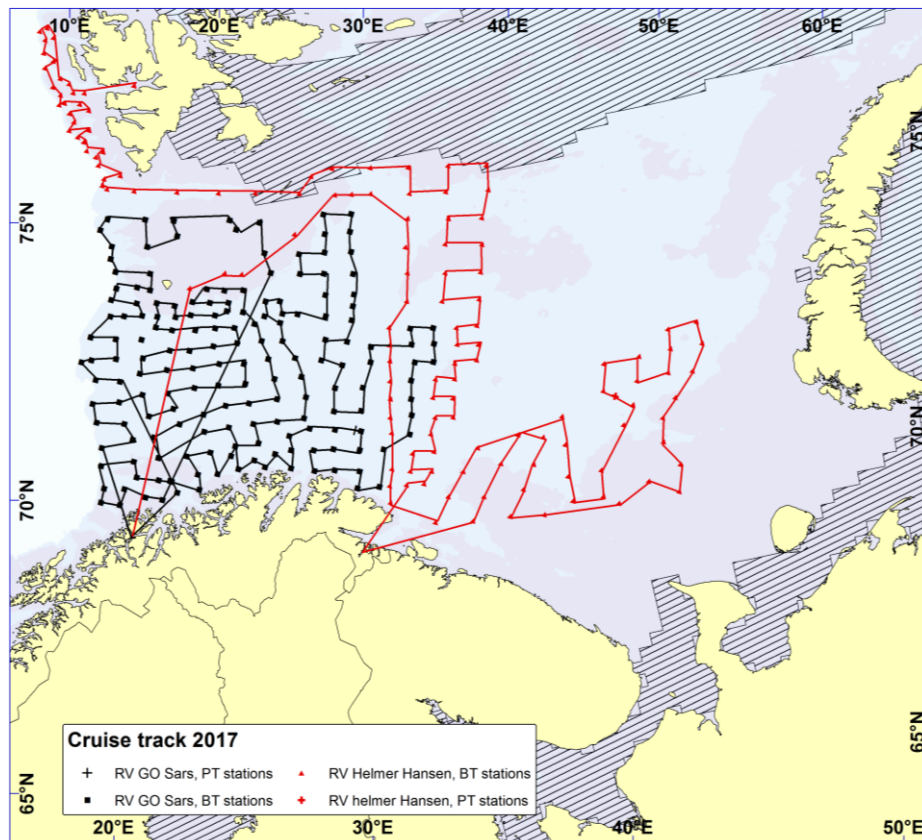 10°E 20°E 30°E 40°E 50°E 60°E
75°N
75°N
70°N
70°N
65°N
65°N
Cruise track 2017
RV GO Sars, PT stations RV Helmer Hansen, BT stations
RV GO Sars, BT stations RV helmer Hansen, PT stations
20°E 30°E 40°E 50°E